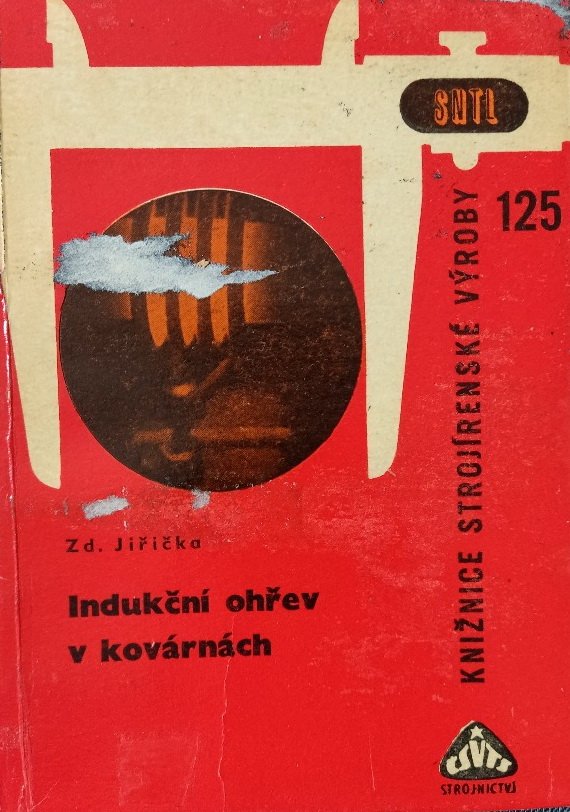 SNTL
125
KNIŽNICE STROJÍRENSKÉ VÝROBY
Zd. Jiřička
Indukční ohřev
v kovárnách
ČSVTS
STROJNICTVÍ